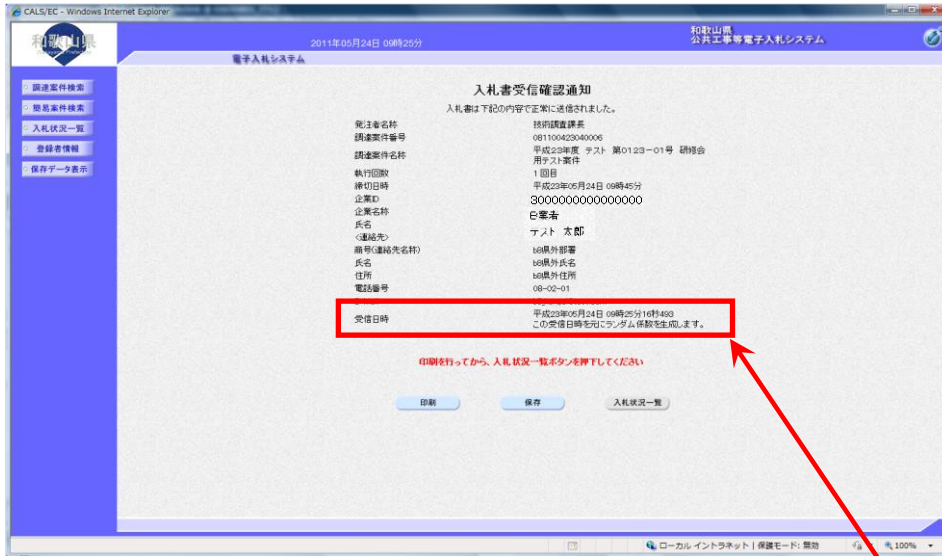 CALS/EC - Windows Internet Explorer
和歌山県
2011年05月24日 09時25分
和歌山県
公共工事等電子入札システム
電子入札システム
調達案件検索
簡易案件検索
入札状況一覧
登録者情報
保存データ表示
入札書受信確認通知
入札書は下記の内容で正常に送信されました。
発注者名称 技術調査課長
調達案件番号 081100423040006
調達案件名称 平成23年度 テスト 第0123-01号 研修会
用テスト案件
執行回数 1回目
締切日時 平成23年05月24日 09時45分
企業ID 3000000000000000
企業名称 B業者
氏名 テスト 太郎
<連絡先>
商号(連絡先名称) b8県外部署
氏名 b8県外氏名
住所 b8県外住所
電話番号 08-02-01
受信日時 平成23年05月24日 09時25分16秒493
この受信日時を元にランダム係数を生成します。
印刷を行ってから、入札状況一覧ボタンを押下してください
印刷 保存 入札状況一覧
ローカル イントラネット | 保護モード: 無効 100%